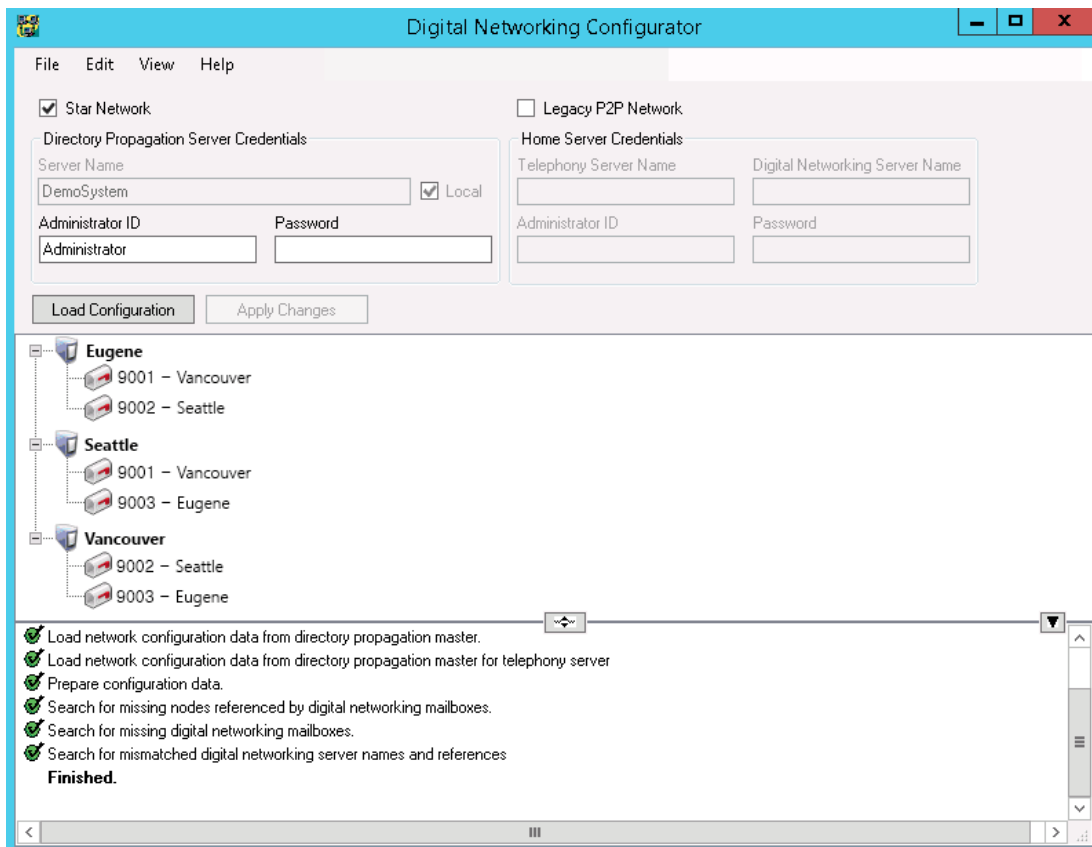 Digital Networking Configurator
File Edit View Help
Star Network
Legacy P2P Network
Directory Propagation Server Credentials
Server Name
DemoSystem
Local
Administrator ID
Password
Administrator
Home Server Credentials
Telephony Server Name
Digital Networking Server Name
Administrator ID
Password
Load Configuration
Apply Changes
Eugene
9001 – Vancouver
9002 – Seattle
Seattle
9001 – Vancouver
9003 – Eugene
Vancouver
9002 – Seattle
9003 – Eugene
Load network configuration data from directory propagation master.
Load network configuration data from directory propagation master for telephony server
Prepare configuration data.
Search for missing nodes referenced by digital networking mailboxes.
Search for missing digital networking mailboxes.
Search for mismatched digital networking server names and references
Finished.